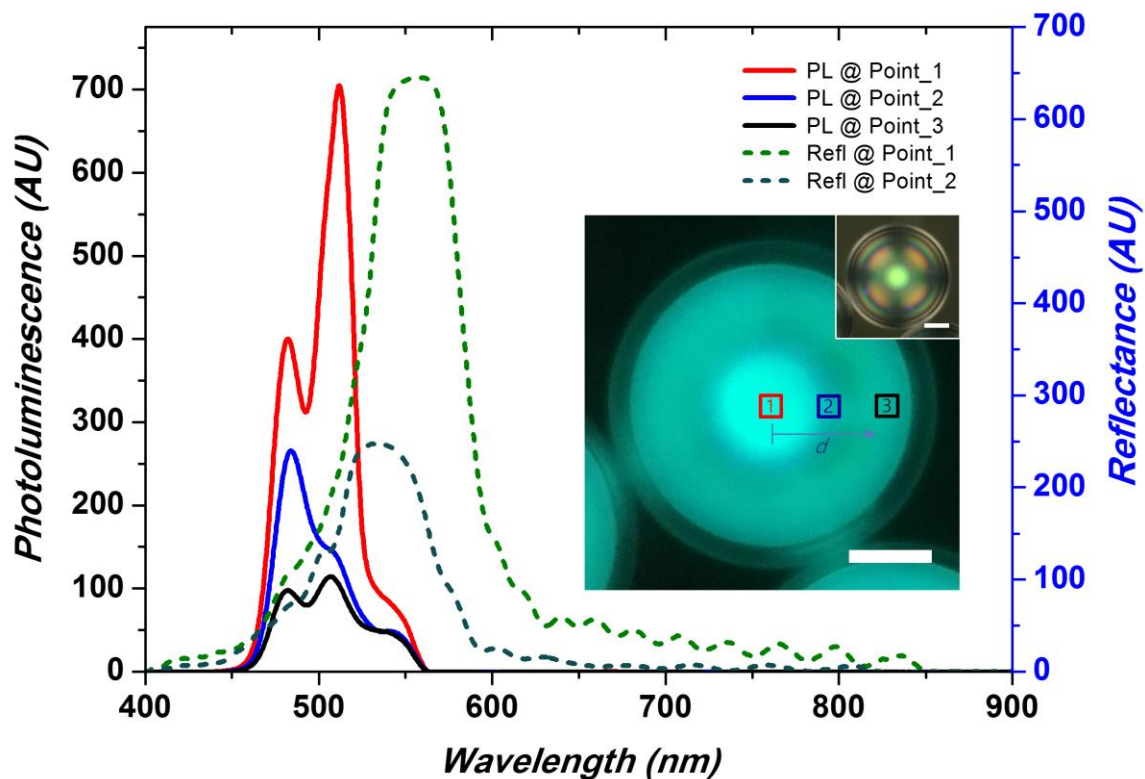 700
600
500
400
300
200
100
0
Photoluminescence (AU)
700
600
500
400
300
200
100
0
Reflectance (AU)
PL @ Point_1
PL @ Point_2
PL @ Point_3
Refl @ Point_1
Refl @ Point_2
1
2
3
d
400
500
600
700
800
900
Wavelength (nm)